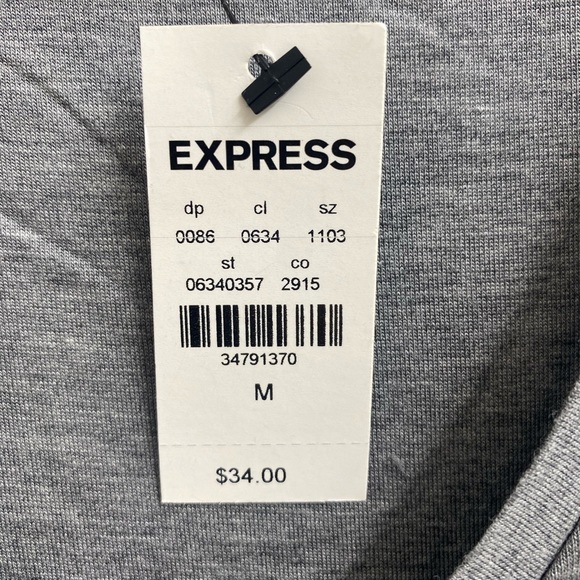 EXPRESS
dp cl sz
0086 0634 1103
st co
06340357 2915
34791370
M
$34.00